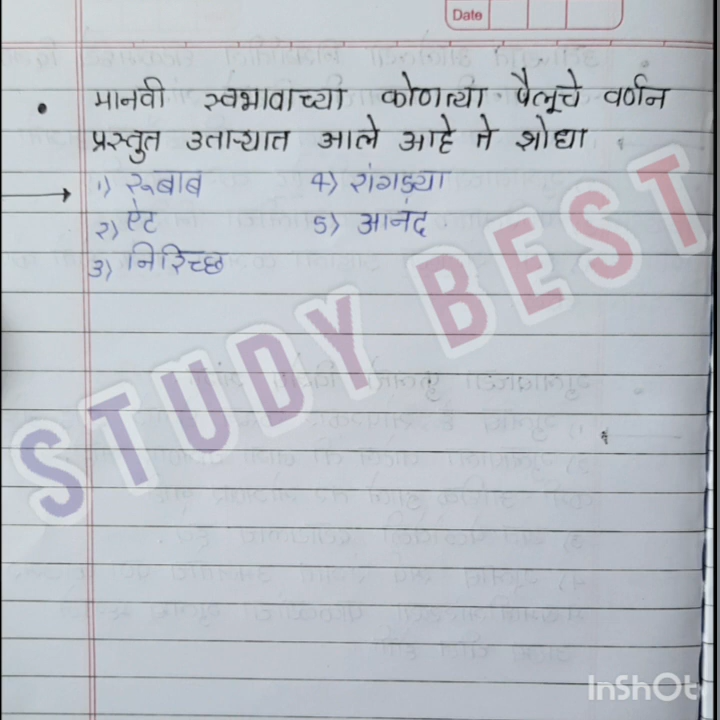 Date
मानवी स्वभावाच्या कोणत्या पैलूचे वर्णन
प्रस्तुत उताऱ्यात आले आहे ते शोधा
१) रूबाब
४) रांगड्या
२) ऐट
५) आनंद
३) निरिच्छ
STUDY BEST
InShOt